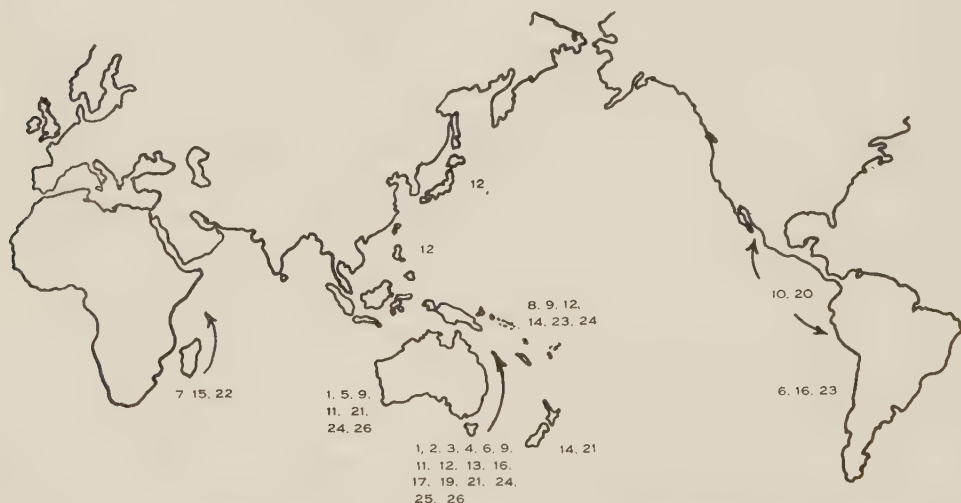 12,
12
8. 9. 12,
14, 23, 24
10. 20
7 15, 22
1. 5. 9.
11. 21.
24, 26
6, 16, 23
1, 2. 3. 4. 6, 9.
11. 12. 13. 16.
17. 19. 21. 24,
25. 26
14, 21